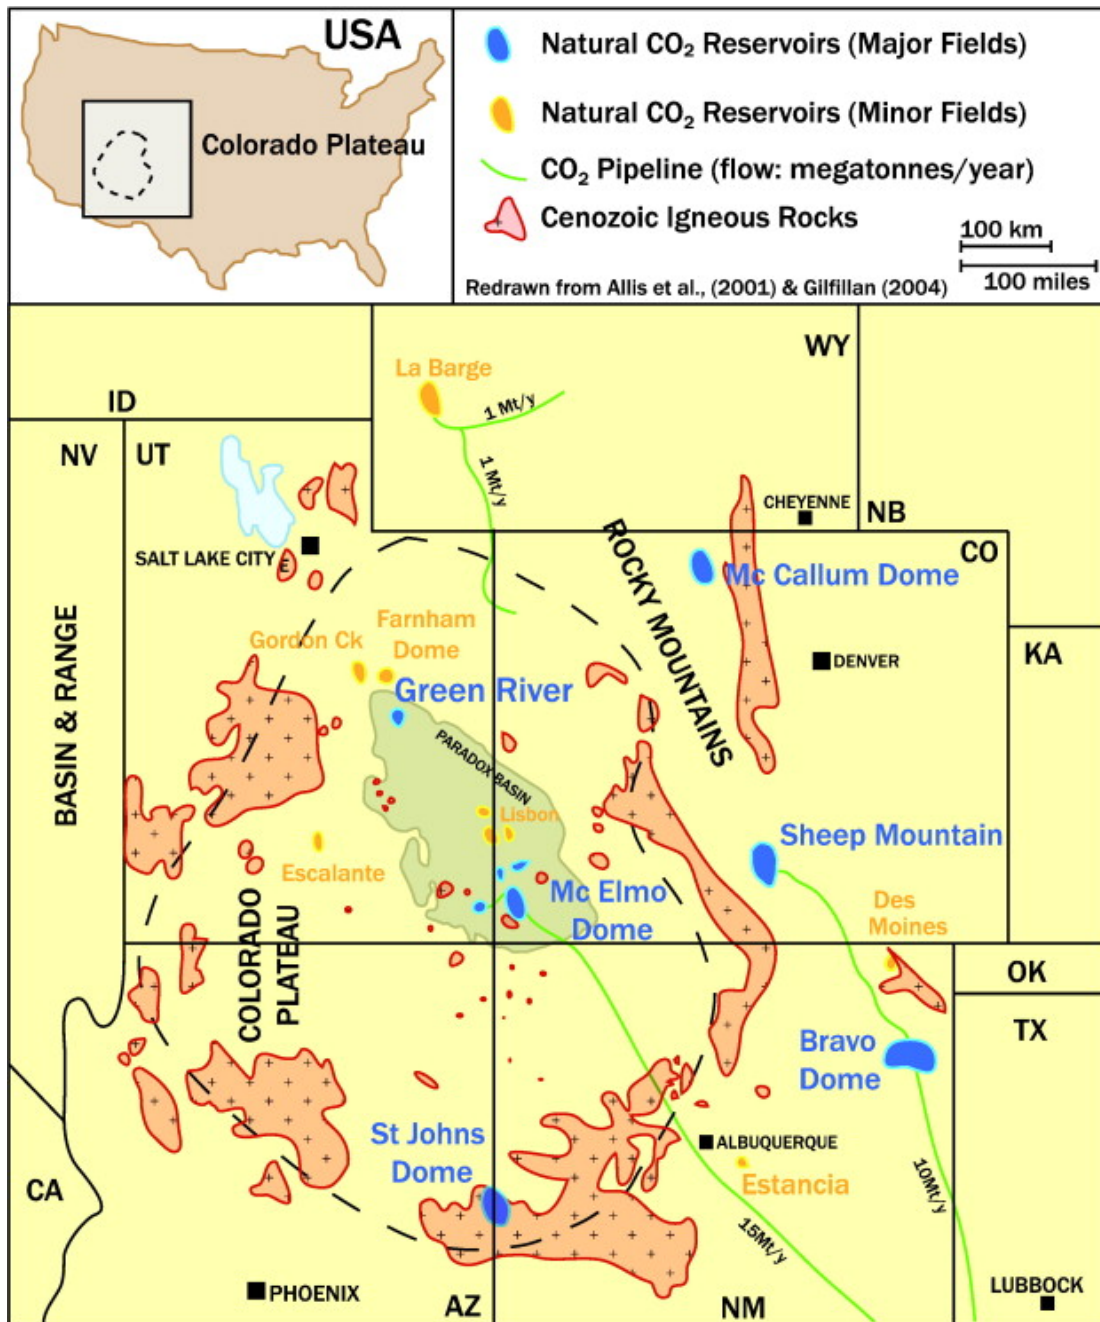 USA
Colorado Plateau
Natural CO₂ Reservoirs (Major Fields)
Natural CO₂ Reservoirs (Minor Fields)
CO₂ Pipeline (flow: megatonnes/year)
Cenozoic Igneous Rocks
100 km
100 miles
Redrawn from Allis et al., (2001) & Gilfillan (2004)
WY
La Barge
ID
1 Mt/y
NV
UT
1 Mt/y
CHEYENNE
NB
ROCKY MOUNTAINS
CO
SALT LAKE CITY
E
Mc Callum Dome
BASIN & RANGE
Gordon Ck
Farnham
Dome
KA
DENVER
Green River
PARADOX BASIN
Lisbon
Sheep Mountain
Escalante
Mc Elmo
Dome
Des
Moines
COLORADO
PLATEAU
OK
TX
Bravo
Dome
St Johns
Dome
ALBUQUERQUE
Estancia
CA
10Mt/y
15Mt/y
PHOENIX
AZ
NM
LUBBOCK